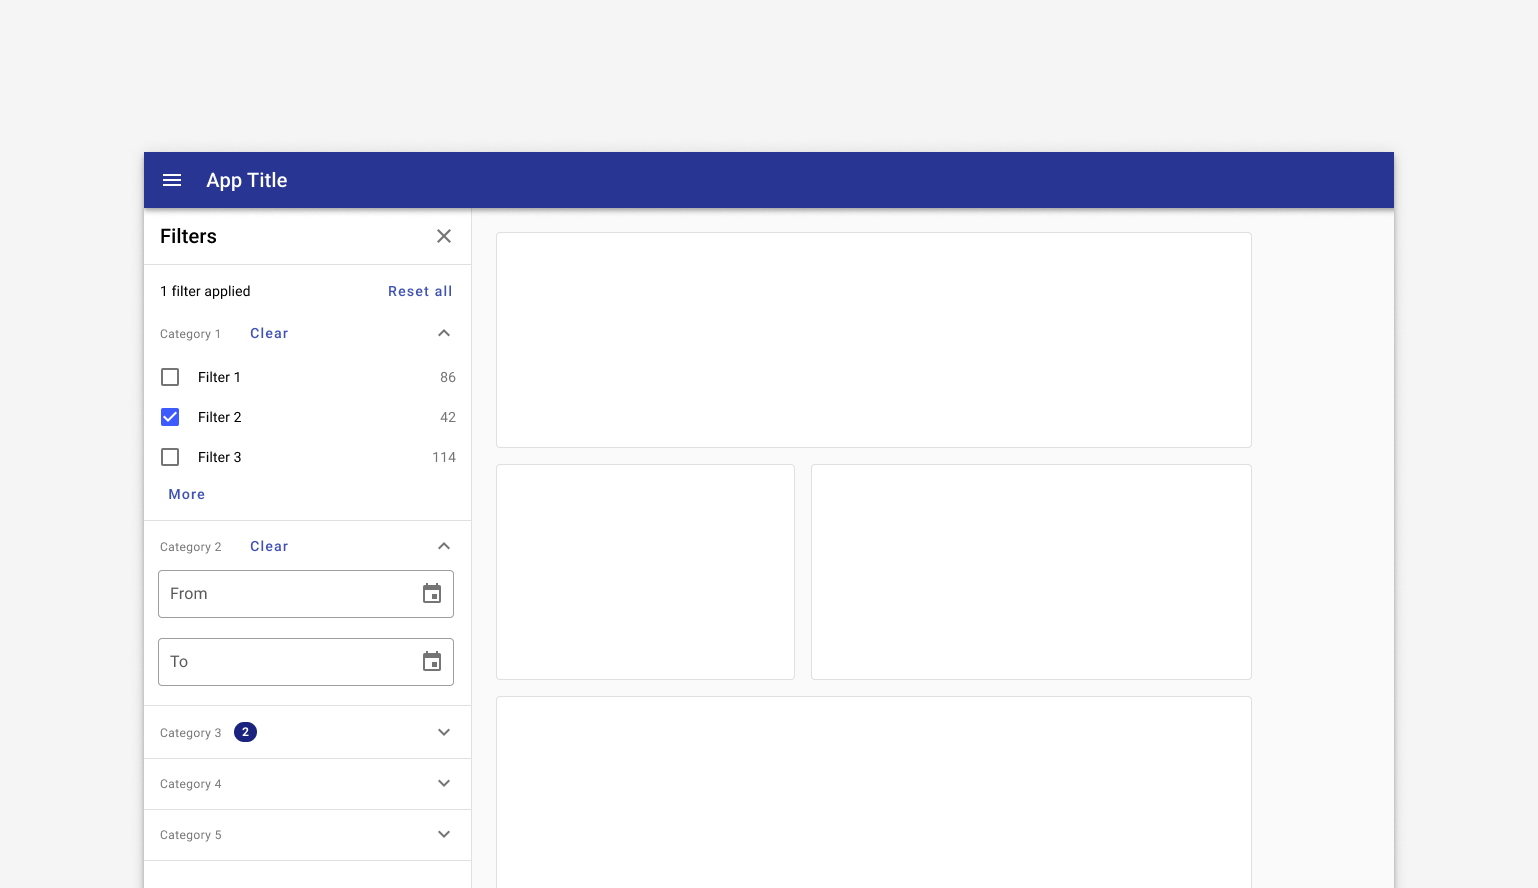 App Title
Filters
1 filter applied Reset all
Category 1 Clear
Filter 1 86
Filter 2 42
Filter 3 114
More
Category 2 Clear
From
To
Category 3 2
Category 4
Category 5